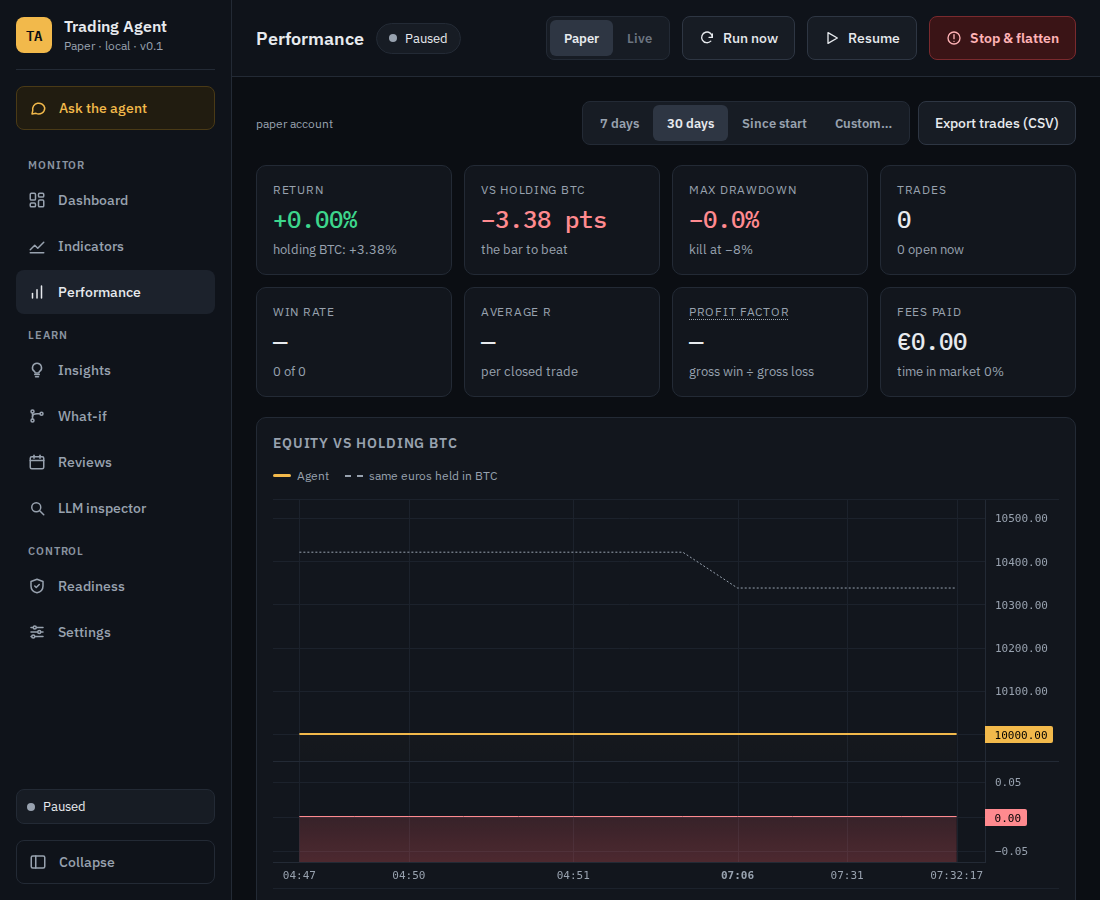 TA
Trading Agent
Paper · local · v0.1
Ask the agent
MONITOR
Dashboard
Indicators
Performance
LEARN
Insights
What-if
Reviews
LLM inspector
CONTROL
Readiness
Settings
Paused
Collapse
Performance
Paused
Paper
Live
Run now
Resume
Stop & flatten
paper account
7 days
30 days
Since start
Custom…
Export trades (CSV)
RETURN
+0.00%
holding BTC: +3.38%
VS HOLDING BTC
−3.38 pts
the bar to beat
MAX DRAWDOWN
−0.0%
kill at −8%
TRADES
0
0 open now
WIN RATE
—
0 of 0
AVERAGE R
—
per closed trade
PROFIT FACTOR
—
gross win ÷ gross loss
FEES PAID
€0.00
time in market 0%
EQUITY VS HOLDING BTC
Agent
same euros held in BTC
10500.00
10400.00
10300.00
10200.00
10100.00
10000.00
0.05
0.00
−0.05
04:47
04:50
04:51
07:06
07:31
07:32:17